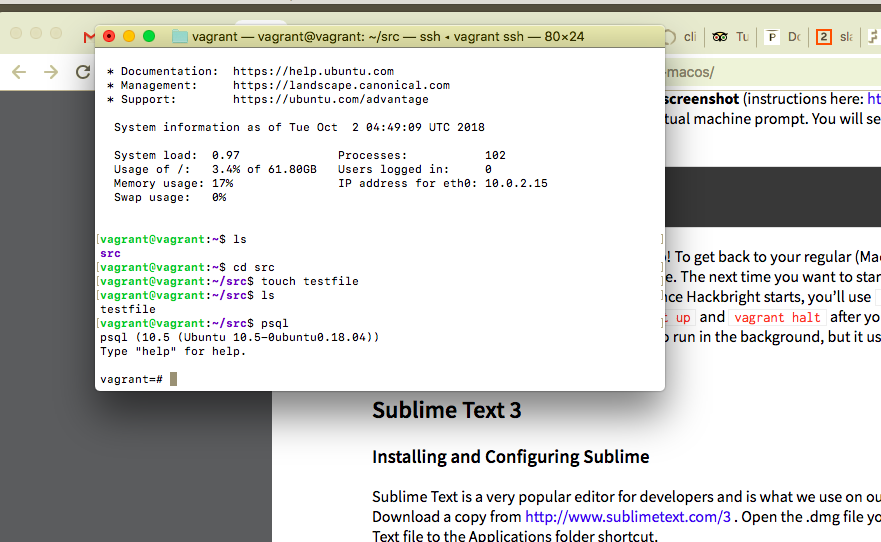 vagrant — vagrant@vagrant: ~/src — ssh ◂ vagrant ssh — 80×24
cli
Tu
P
2
-macos/
* Documentation:  https://help.ubuntu.com
* Management:     https://landscape.canonical.com
* Support:        https://ubuntu.com/advantage
System information as of Tue Oct  2 04:49:09 UTC 2018
System load:  0.97              Processes:           102
Usage of /:   3.4% of 61.80GB   Users logged in:     0
Memory usage: 17%               IP address for eth0: 10.0.2.15
Swap usage:   0%
[vagrant@vagrant:~$ ls ]
src
[vagrant@vagrant:~$ cd src ]
[vagrant@vagrant:~/src$ touch testfile ]
[vagrant@vagrant:~/src$ ls ]
testfile
[vagrant@vagrant:~/src$ psql ]
psql (10.5 (Ubuntu 10.5-0ubuntu0.18.04))
Type "help" for help.
vagrant=#
screenshot (instructions here:
tual machine prompt. You will se
! To get back to your regular (Mac
e. The next time you want to star
nce Hackbright starts, you'll use
up and vagrant halt after yo
o run in the background, but it us
Sublime Text 3
Installing and Configuring Sublime
Sublime Text is a very popular editor for developers and is what we use on ou
Download a copy from http://www.sublimetext.com/3 . Open the .dmg file yo
Text file to the Applications folder shortcut.